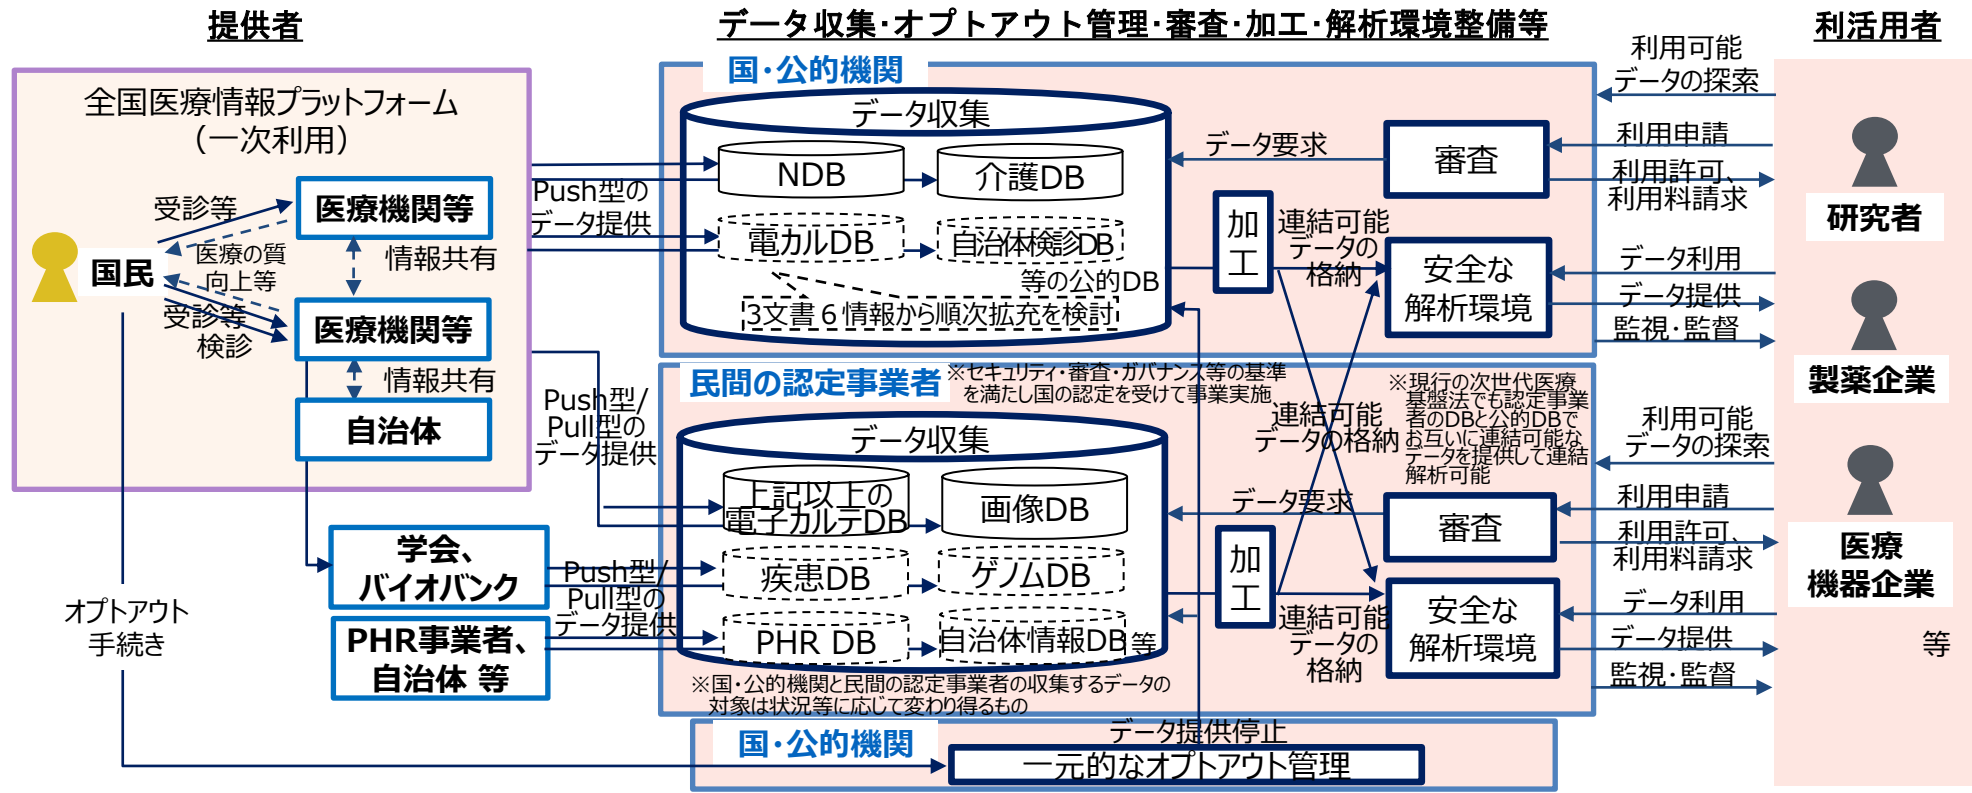 提供者
データ収集・オプトアウト管理・審査・加工・解析環境整備等
利活用者
全国医療情報プラットフォーム
（一次利用）
医療機関等
受診等
医療の質
向上等
情報共有
国民
受診等
検診
医療機関等
情報共有
自治体
学会、
バイオバンク
PHR事業者、
自治体 等
オプトアウト
手続き
Push型の
データ提供
Push型/
Pull型の
データ提供
Push型/
Pull型の
データ提供
国・公的機関
データ収集
NDB
介護DB
電カルDB
自治体検診DB
等の公的DB
3文書６情報から順次拡充を検討
データ要求
審査
加工
連結可能
データの
格納
安全な
解析環境
民間の認定事業者
※セキュリティ・審査・ガバナンス等の基準
を満たし国の認定を受けて事業実施
連結可能
データの格納
※現行の次世代医療
基盤法でも認定事業
者のDBと公的DBで
お互いに連結可能な
データを提供して連結
解析可能
データ収集
上記以上の
電子カルテDB
画像DB
疾患DB
ゲノムDB
PHR DB
自治体情報DB
等
データ要求
審査
加工
連結可能
データの
格納
安全な
解析環境
※国・公的機関と民間の認定事業者の収集するデータの
対象は状況等に応じて変わり得るもの
国・公的機関
データ提供停止
一元的なオプトアウト管理
利用可能
データの探索
利用申請
利用許可、
利用料請求
データ利用
データ提供
監視・監督
利用可能
データの探索
利用申請
利用許可、
利用料請求
データ利用
データ提供
監視・監督
研究者
製薬企業
医療
機器企業
等